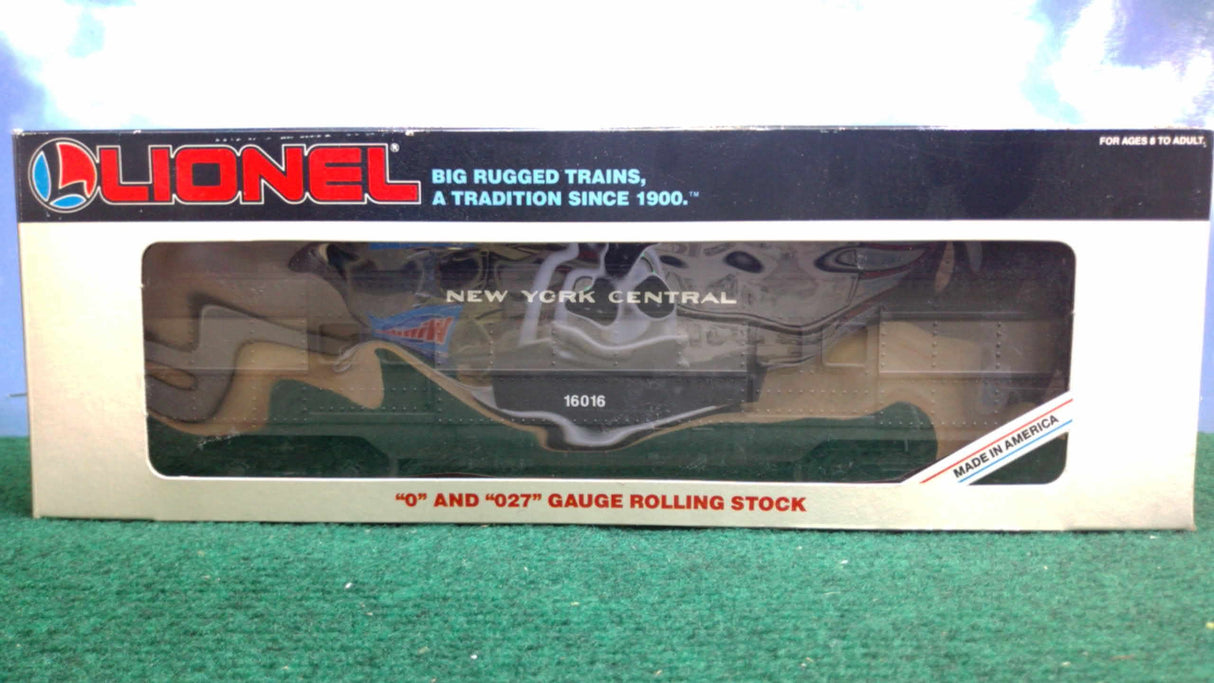 LIONEL®
BIG RUGGED TRAINS,
A TRADITION SINCE 1900.™
FOR AGES 8 TO ADULT.
NEW YORK CENTRAL
16016
MADE IN AMERICA
"O" AND "027" GAUGE ROLLING STOCK